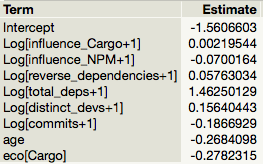 Term Estimate
Intercept -1.5606603
Log[influence_Cargo+1] 0.00219544
Log[influence_NPM+1] -0.0700164
Log[reverse_dependencies+1] 0.05763034
Log[total_deps+1] 1.46250129
Log[distinct_devs+1] 0.15640443
Log[commits+1] -0.1866929
age -0.2684098
eco[Cargo] -0.2782315